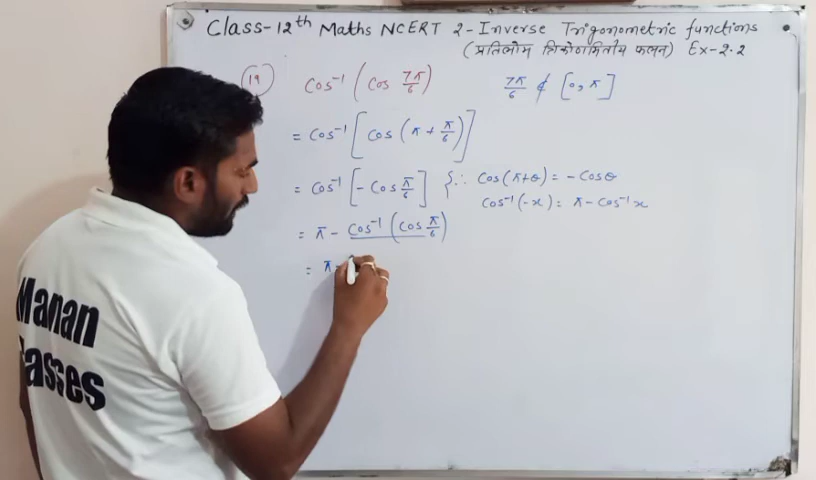 Class-12th Maths NCERT 2-Inverse Trigonometric functions
(प्रतिलोम त्रिकोणमितीय फलन) Ex-2.2
19 Cos⁻¹ (Cos 7π/6) 7π/6 ∉ [0, π]
= Cos⁻¹ [Cos (π + π/6)]
= Cos⁻¹ [- Cos π/6] {∵ Cos(π+θ) = -Cosθ
Cos⁻¹(-x) = π - Cos⁻¹x
= π - Cos⁻¹ (Cos π/6)
= π -
Manan
Classes